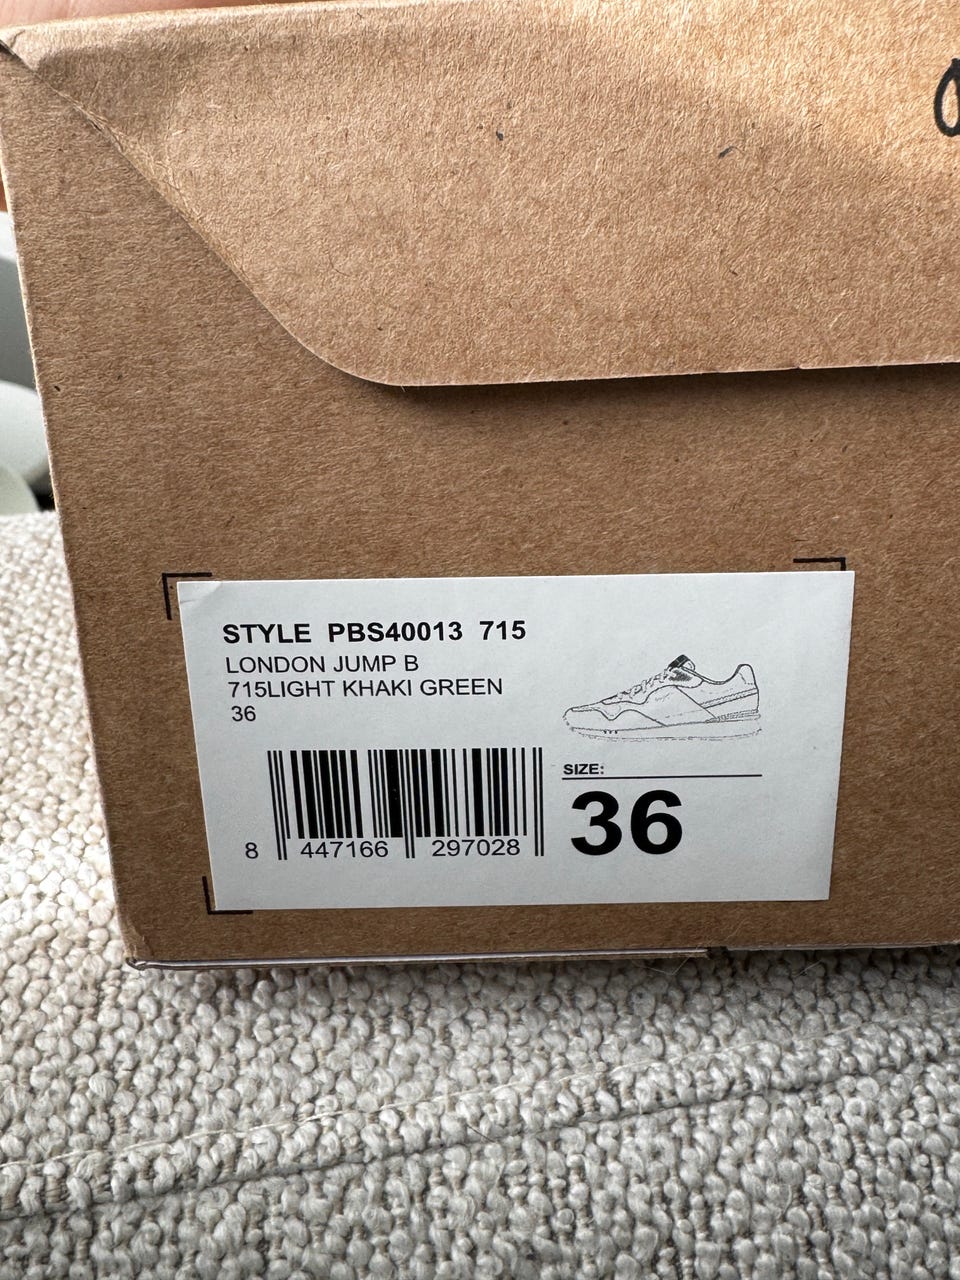 STYLE PBS40013 715
LONDON JUMP B
715LIGHT KHAKI GREEN
36
SIZE:
36
8 447166 297028